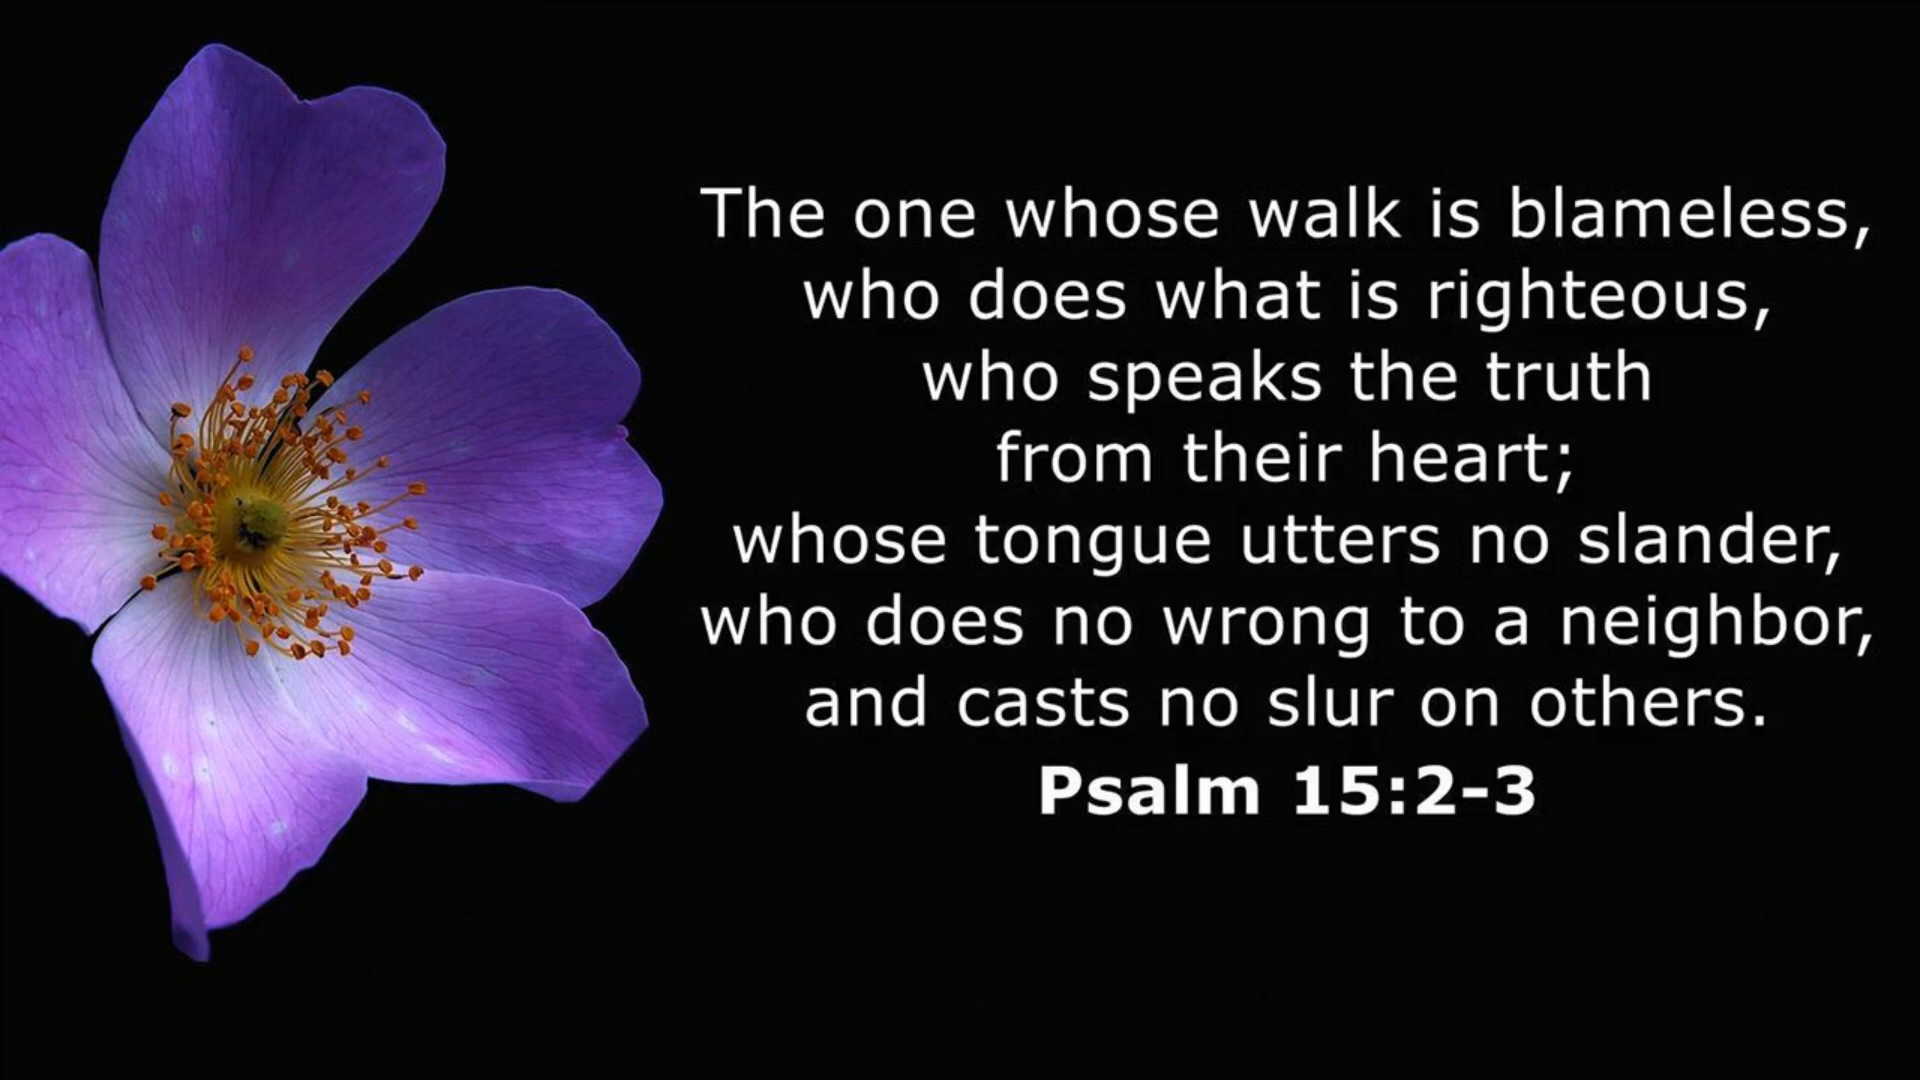 The one whose walk is blameless,
who does what is righteous,
who speaks the truth
from their heart;
whose tongue utters no slander,
who does no wrong to a neighbor,
and casts no slur on others.
Psalm 15:2-3